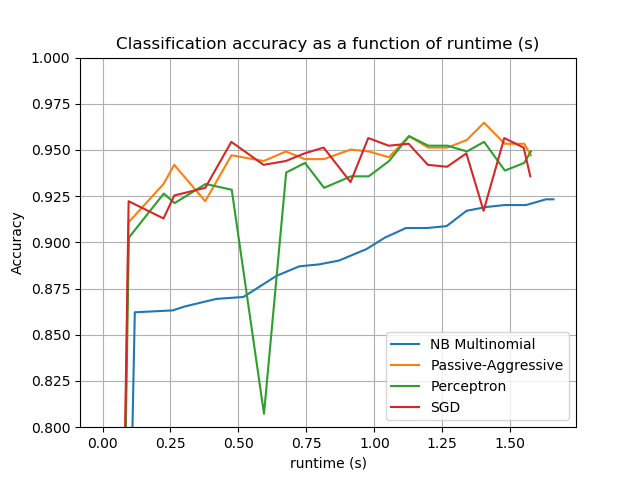 Classification accuracy as a function of runtime (s)
1.000
0.975
0.950
0.925
0.900
0.875
0.850
0.825
0.800
Accuracy
0.00 0.25 0.50 0.75 1.00 1.25 1.50
runtime (s)
NB Multinomial
Passive-Aggressive
Perceptron
SGD